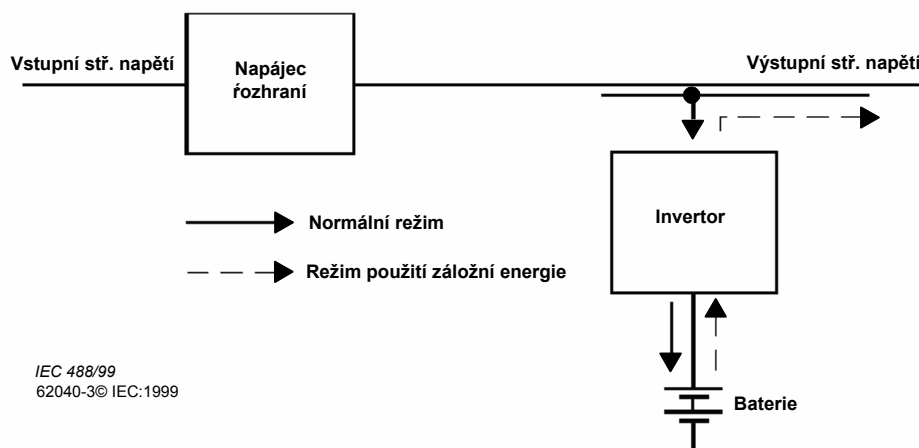 Vstupní stř. napětí
Napájec
ŕozhraní
Výstupní stř. napětí
Invertor
Normální režim
Režim použití záložní energie
IEC 488/99
62040-3© IEC:1999
Baterie